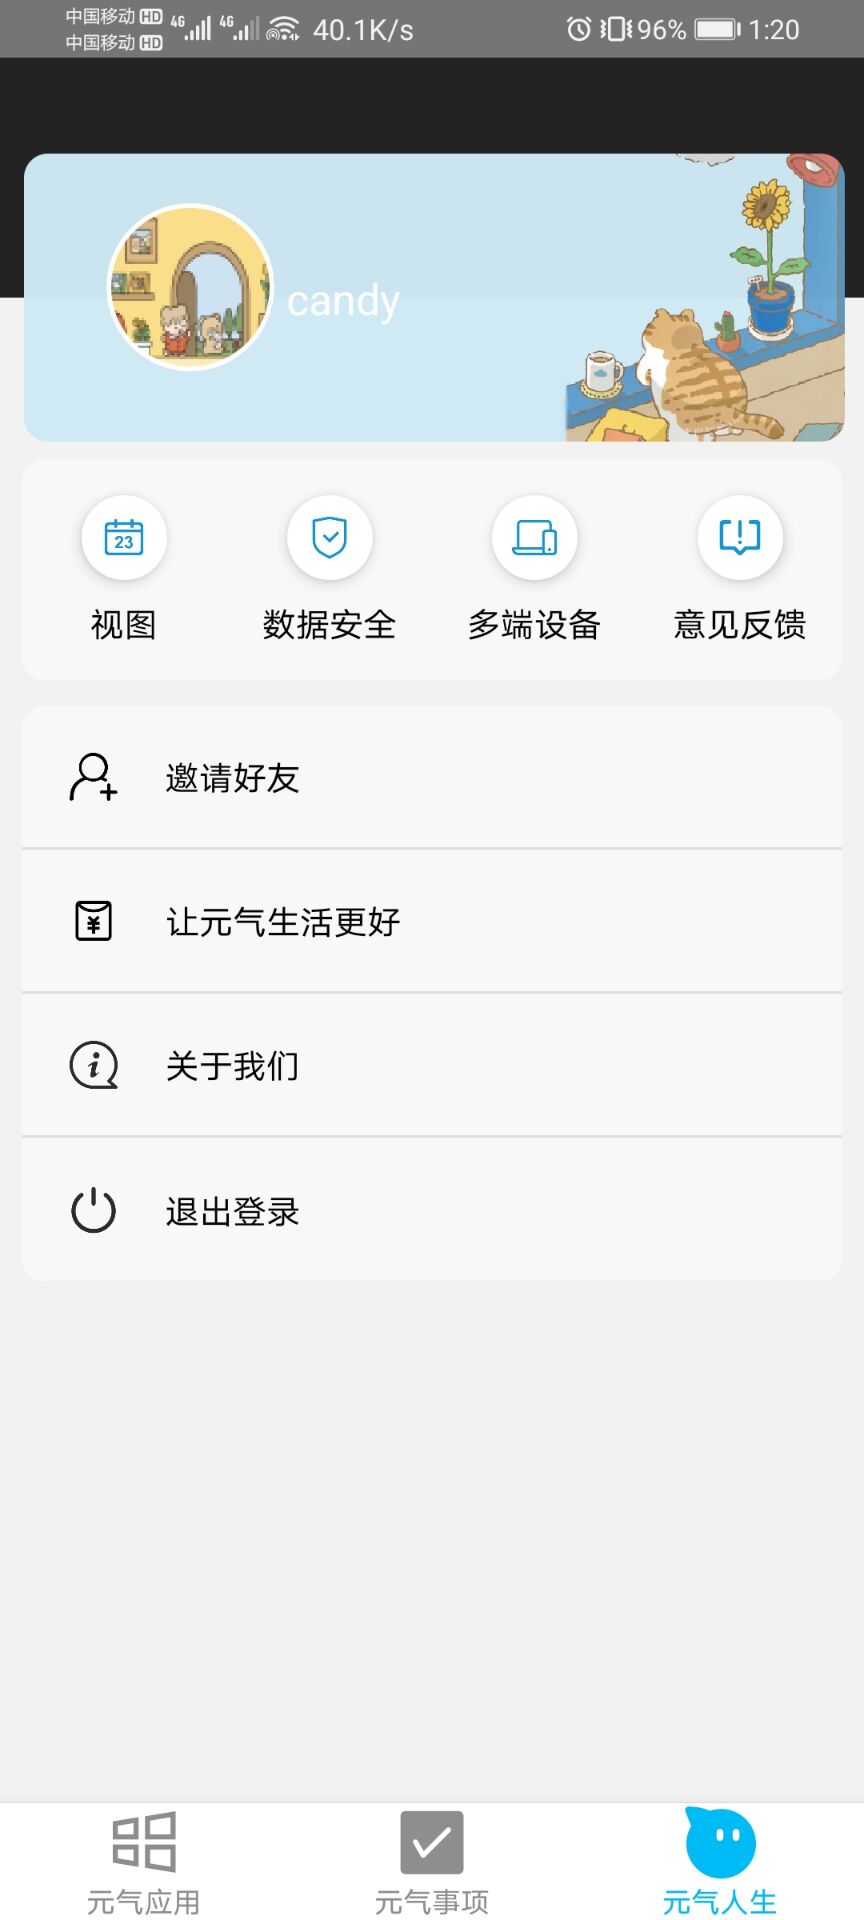 中国移动 HD 4G 4G 40.1K/s 96% 1:20
中国移动 HD
candy
23
视图 数据安全 多端设备 意见反馈
邀请好友
¥
让元气生活更好
i
关于我们
退出登录
元气应用 元气事项 元气人生